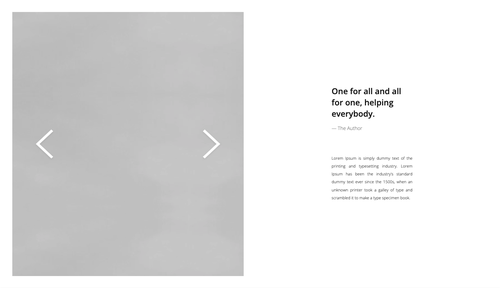 One for all and all
for one, helping
everybody.
— The Author
Lorem Ipsum is simply dummy text of the
printing and typesetting industry. Lorem
Ipsum has been the industry's standard
dummy text ever since the 1500s, when an
unknown printer took a galley of type and
scrambled it to make a type specimen book.